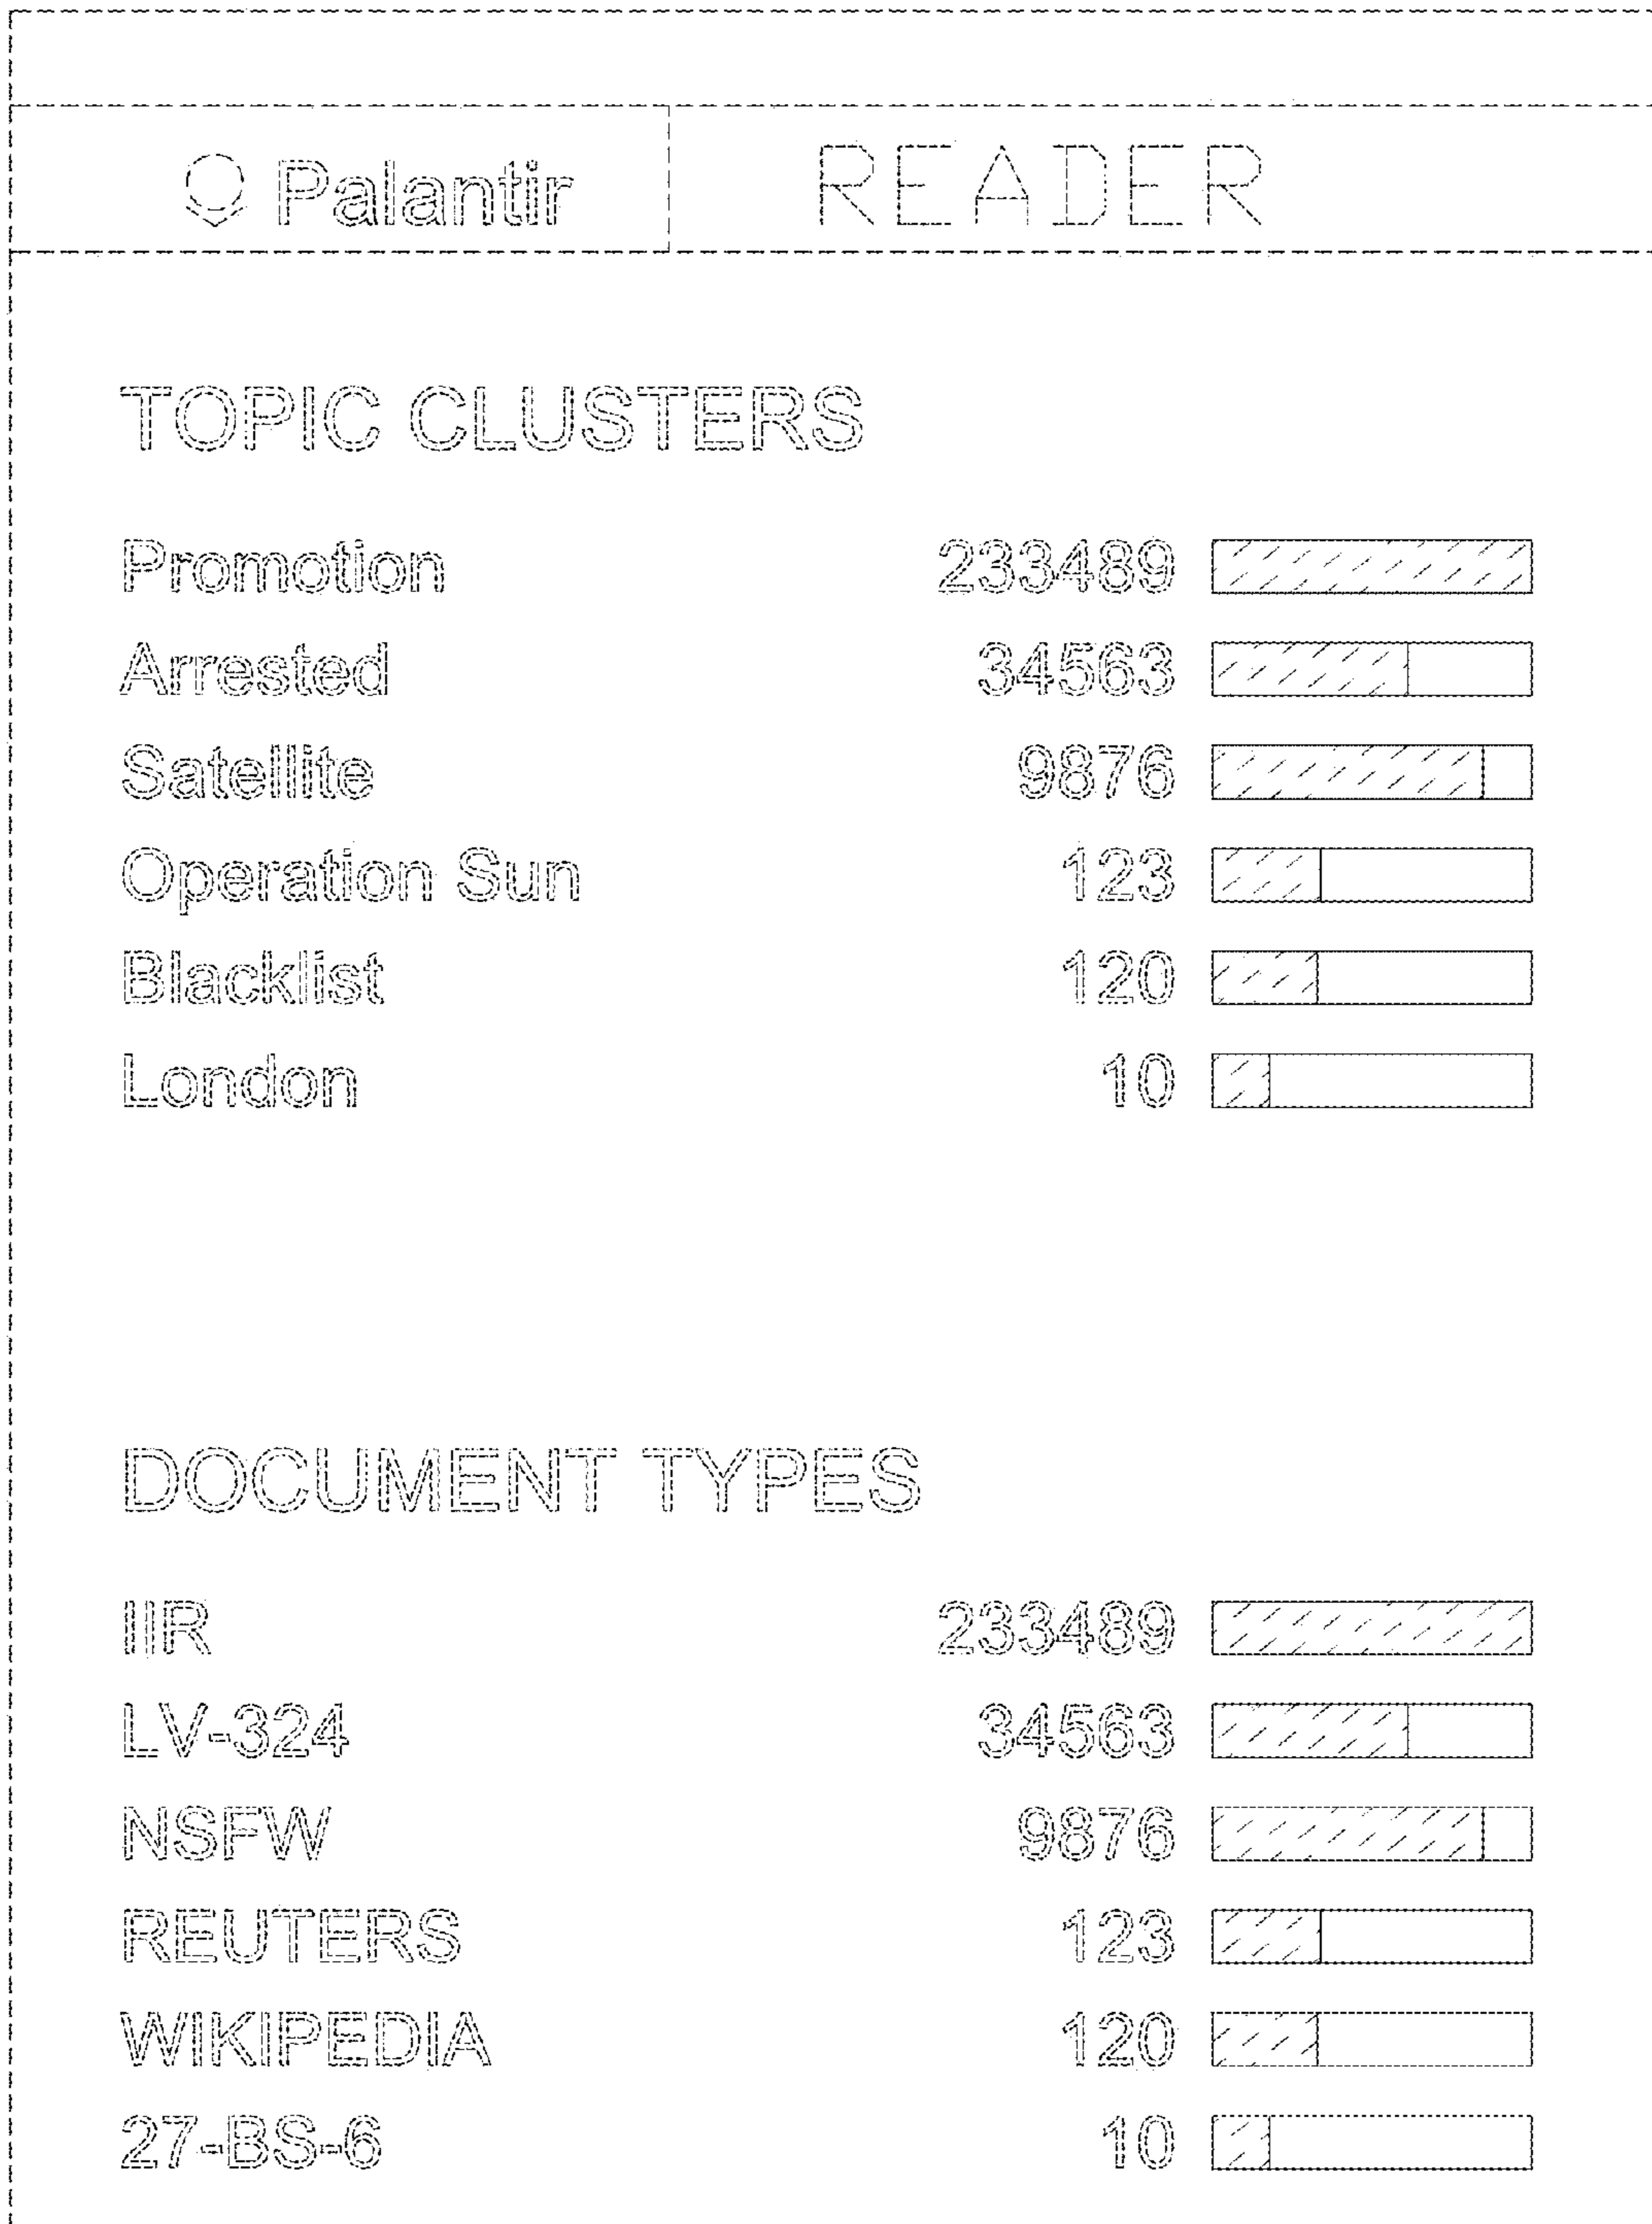 Palantir READER
TOPIC CLUSTERS
Promotion 233489
Arrested 34563
Satellite 9876
Operation Sun 123
Blacklist 120
London 10
DOCUMENT TYPES
IIR 233489
LV-324 34563
NSFW 9876
REUTERS 123
WIKIPEDIA 120
27-BS-6 10